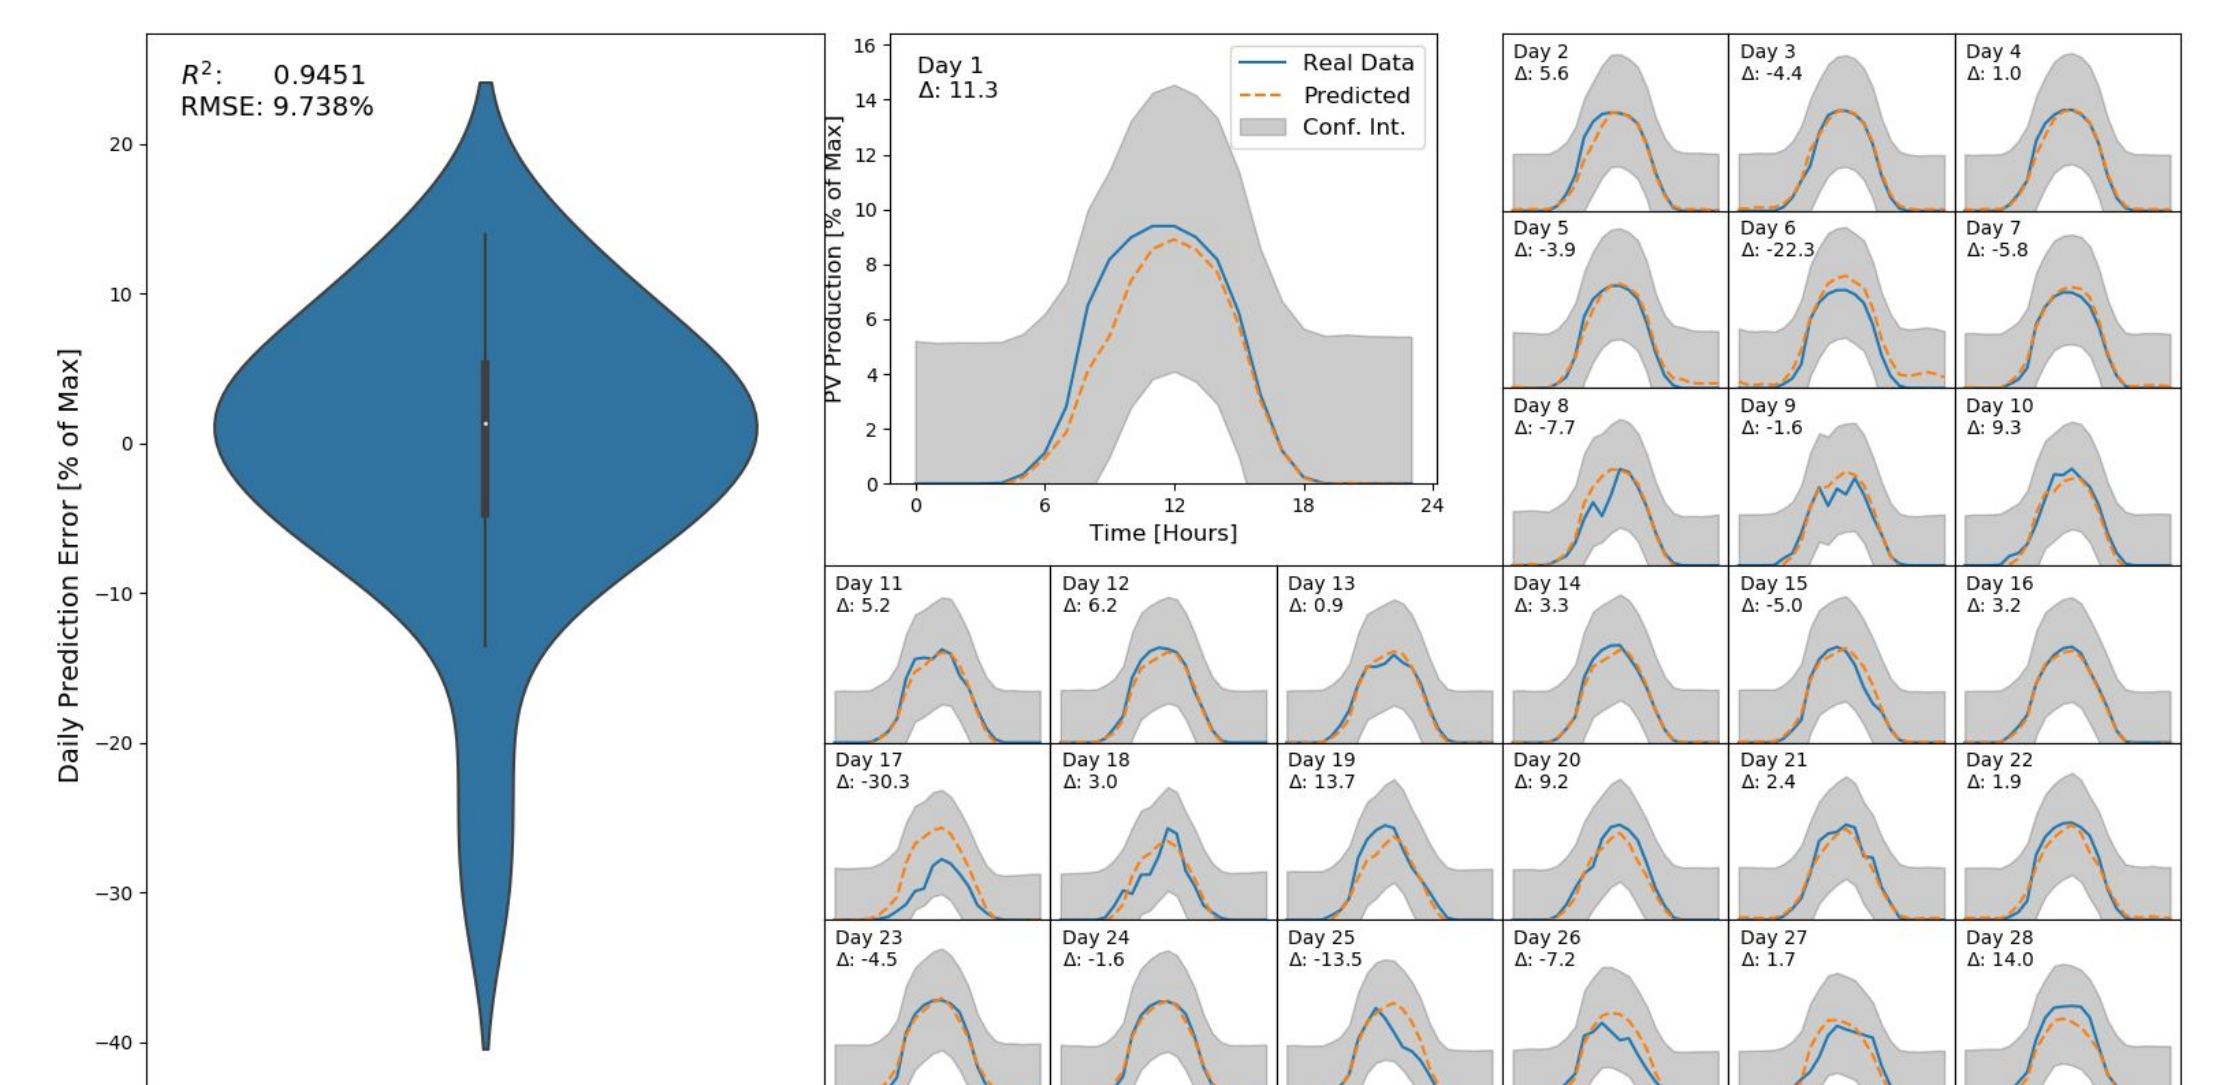 R²: 0.9451
RMSE: 9.738%
Daily Prediction Error [% of Max]
20
10
0
−10
−20
−30
−40
Day 1
Δ: 11.3
Real Data
Predicted
Conf. Int.
PV Production [% of Max]
16
14
12
10
8
6
4
2
0
0 6 12 18 24
Time [Hours]
Day 2
Δ: 5.6
Day 3
Δ: -4.4
Day 4
Δ: 1.0
Day 5
Δ: -3.9
Day 6
Δ: -22.3
Day 7
Δ: -5.8
Day 8
Δ: -7.7
Day 9
Δ: -1.6
Day 10
Δ: 9.3
Day 11
Δ: 5.2
Day 12
Δ: 6.2
Day 13
Δ: 0.9
Day 14
Δ: 3.3
Day 15
Δ: -5.0
Day 16
Δ: 3.2
Day 17
Δ: -30.3
Day 18
Δ: 3.0
Day 19
Δ: 13.7
Day 20
Δ: 9.2
Day 21
Δ: 2.4
Day 22
Δ: 1.9
Day 23
Δ: -4.5
Day 24
Δ: -1.6
Day 25
Δ: -13.5
Day 26
Δ: -7.2
Day 27
Δ: 1.7
Day 28
Δ: 14.0